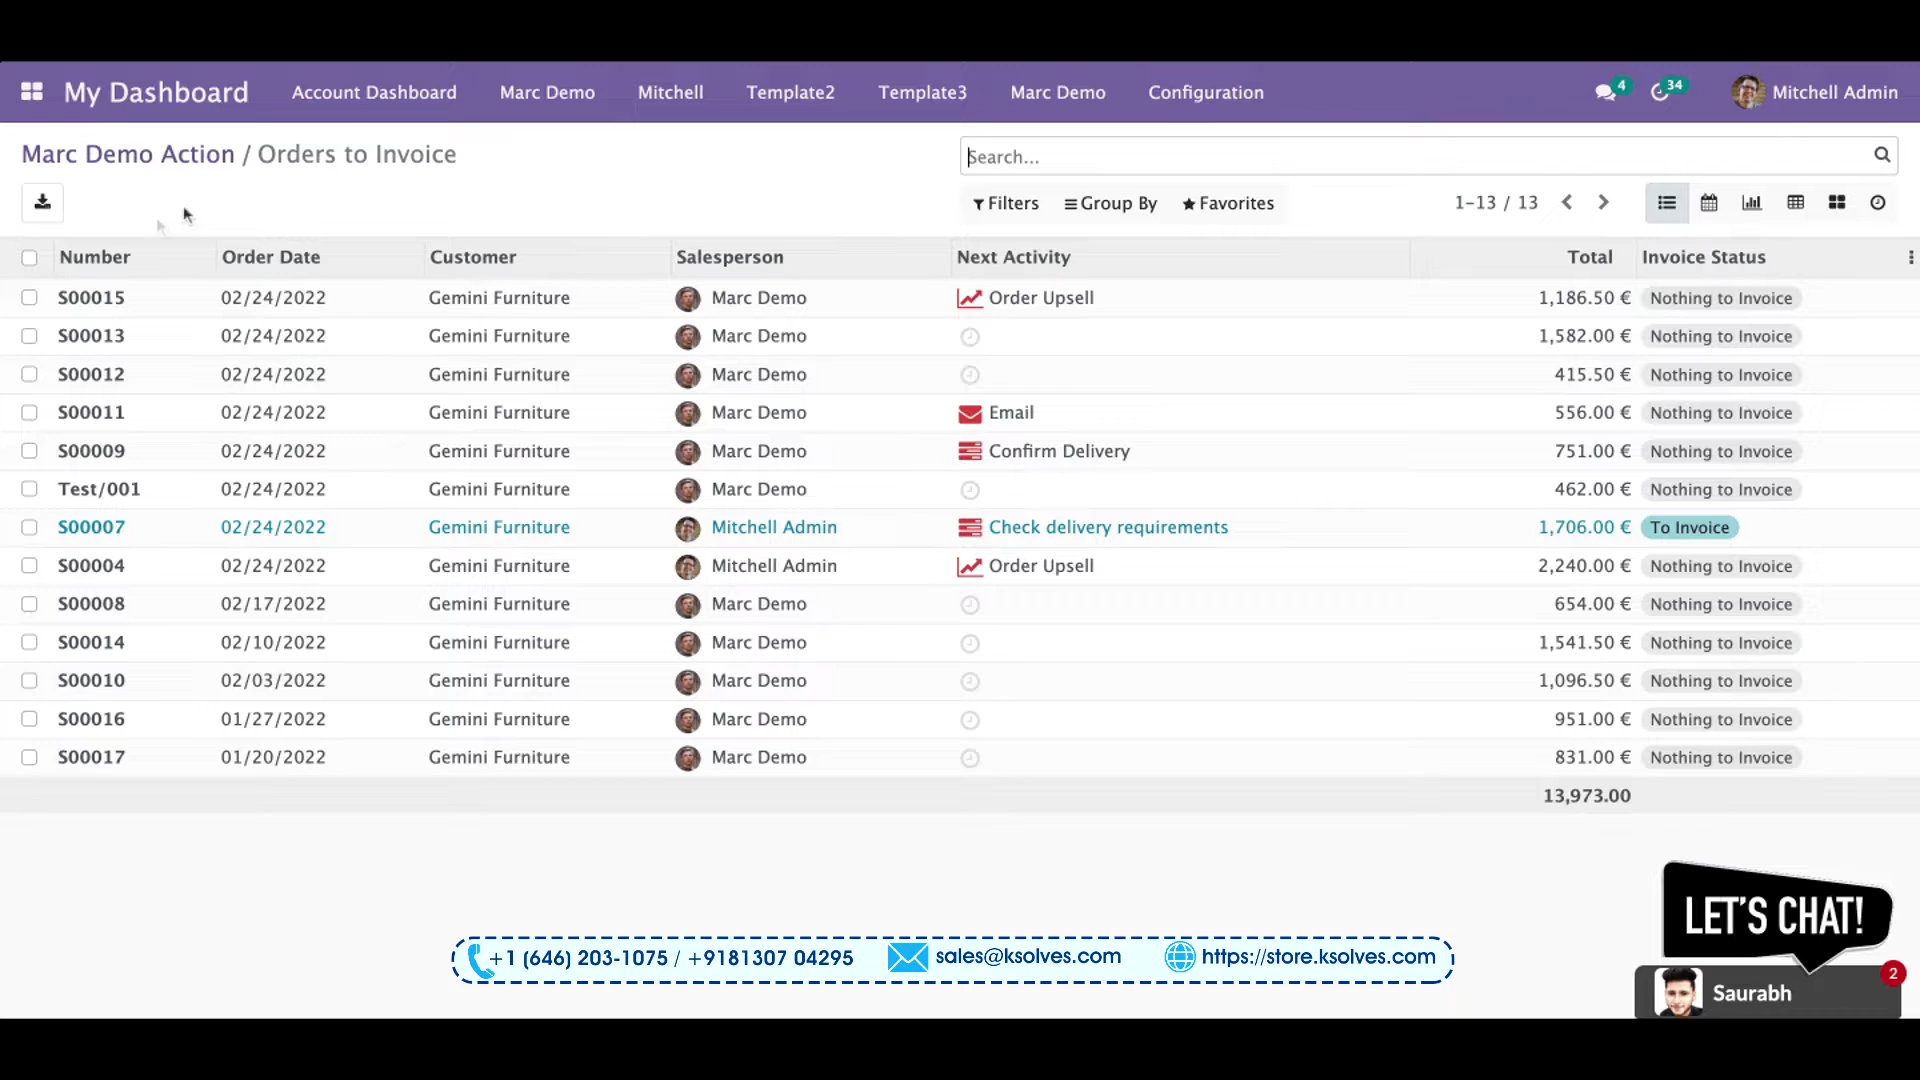 My Dashboard Account Dashboard Marc Demo Mitchell Template2 Template3 Marc Demo Configuration 4 34 Mitchell Admin
Marc Demo Action / Orders to Invoice
Search...
Filters Group By Favorites 1-13 / 13
Number Order Date Customer Salesperson Next Activity Total Invoice Status
S00015 02/24/2022 Gemini Furniture Marc Demo Order Upsell 1,186.50 € Nothing to Invoice
S00013 02/24/2022 Gemini Furniture Marc Demo 1,582.00 € Nothing to Invoice
S00012 02/24/2022 Gemini Furniture Marc Demo 415.50 € Nothing to Invoice
S00011 02/24/2022 Gemini Furniture Marc Demo Email 556.00 € Nothing to Invoice
S00009 02/24/2022 Gemini Furniture Marc Demo Confirm Delivery 751.00 € Nothing to Invoice
Test/001 02/24/2022 Gemini Furniture Marc Demo 462.00 € Nothing to Invoice
S00007 02/24/2022 Gemini Furniture Mitchell Admin Check delivery requirements 1,706.00 € To Invoice
S00004 02/24/2022 Gemini Furniture Mitchell Admin Order Upsell 2,240.00 € Nothing to Invoice
S00008 02/17/2022 Gemini Furniture Marc Demo 654.00 € Nothing to Invoice
S00014 02/10/2022 Gemini Furniture Marc Demo 1,541.50 € Nothing to Invoice
S00010 02/03/2022 Gemini Furniture Marc Demo 1,096.50 € Nothing to Invoice
S00016 01/27/2022 Gemini Furniture Marc Demo 951.00 € Nothing to Invoice
S00017 01/20/2022 Gemini Furniture Marc Demo 831.00 € Nothing to Invoice
13,973.00
LET'S CHAT!
+1 (646) 203-1075 / +9181307 04295 sales@ksolves.com https://store.ksolves.com
Saurabh 2